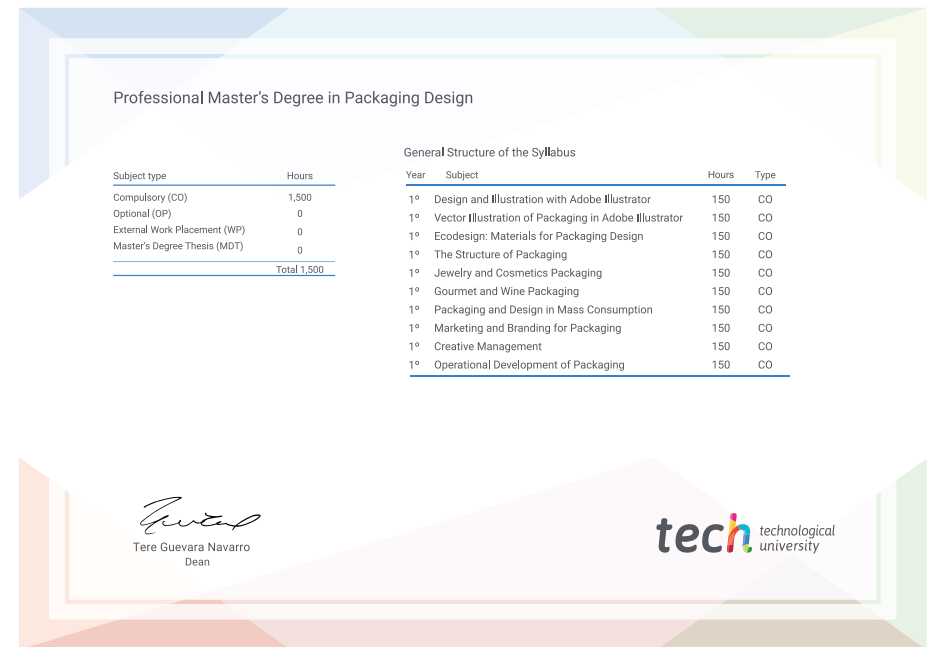 Professional Master's Degree in Packaging Design
Subject type Hours
Compulsory (CO) 1,500
Optional (OP) 0
External Work Placement (WP) 0
Master's Degree Thesis (MDT) 0
Total 1,500
General Structure of the Syllabus
Year Subject Hours Type
1º Design and Illustration with Adobe Illustrator 150 CO
1º Vector Illustration of Packaging in Adobe Illustrator 150 CO
1º Ecodesign: Materials for Packaging Design 150 CO
1º The Structure of Packaging 150 CO
1º Jewelry and Cosmetics Packaging 150 CO
1º Gourmet and Wine Packaging 150 CO
1º Packaging and Design in Mass Consumption 150 CO
1º Marketing and Branding for Packaging 150 CO
1º Creative Management 150 CO
1º Operational Development of Packaging 150 CO
Tere Guevara Navarro
Dean
tech technological
university